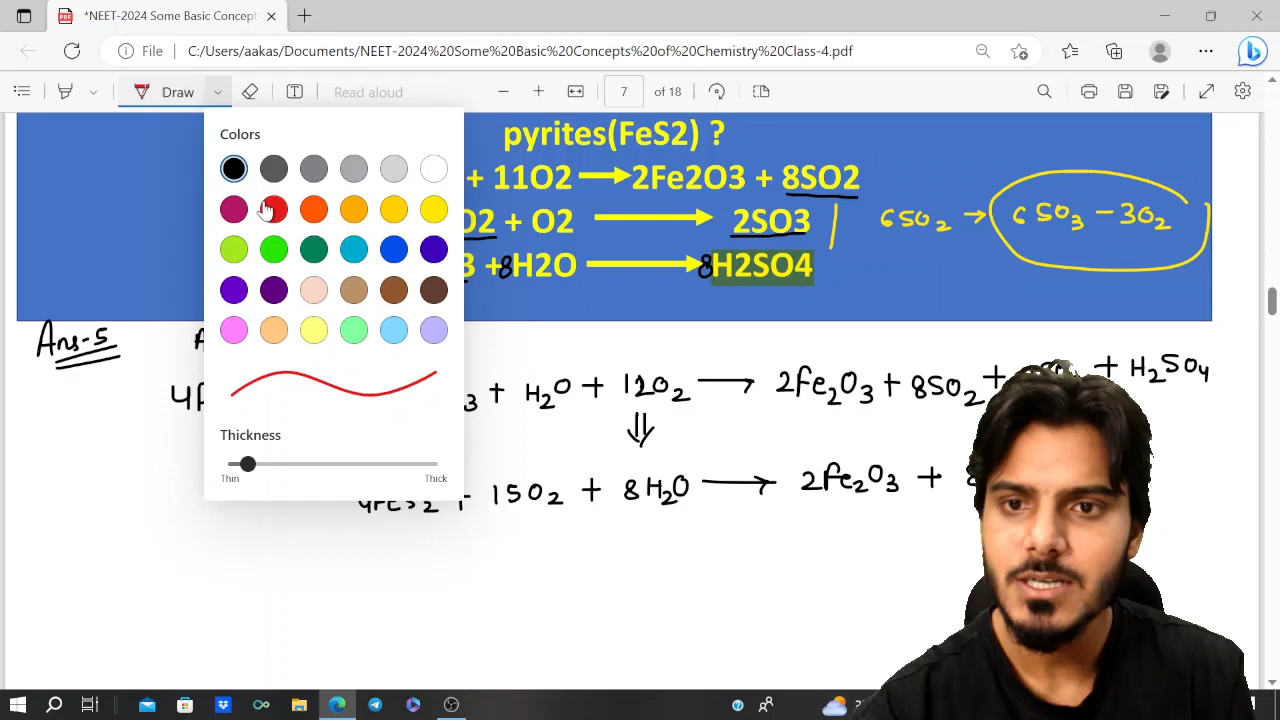 *NEET-2024 Some Basic Concept
File C:/Users/aakas/Documents/NEET-2024%20Some%20Basic%20Concepts%20of%20Chemistry%20Class-4.pdf
Draw Read aloud 7 of 18
Colors
Thickness
Thin Thick
pyrites(FeS2) ?
+ 11O2 → 2Fe2O3 + 8SO2
O2 + O2 → 2SO3 | 6SO₂ → 6SO₃ - 3O₂
3 + 8H2O → 8H2SO4
Ans-5
+ H₂O + 12O₂ → 2Fe₂O₃ + 8SO₂ + + H₂SO₄
⇓
4FeS₂ + 15O₂ + 8H₂O → 2Fe₂O₃ +